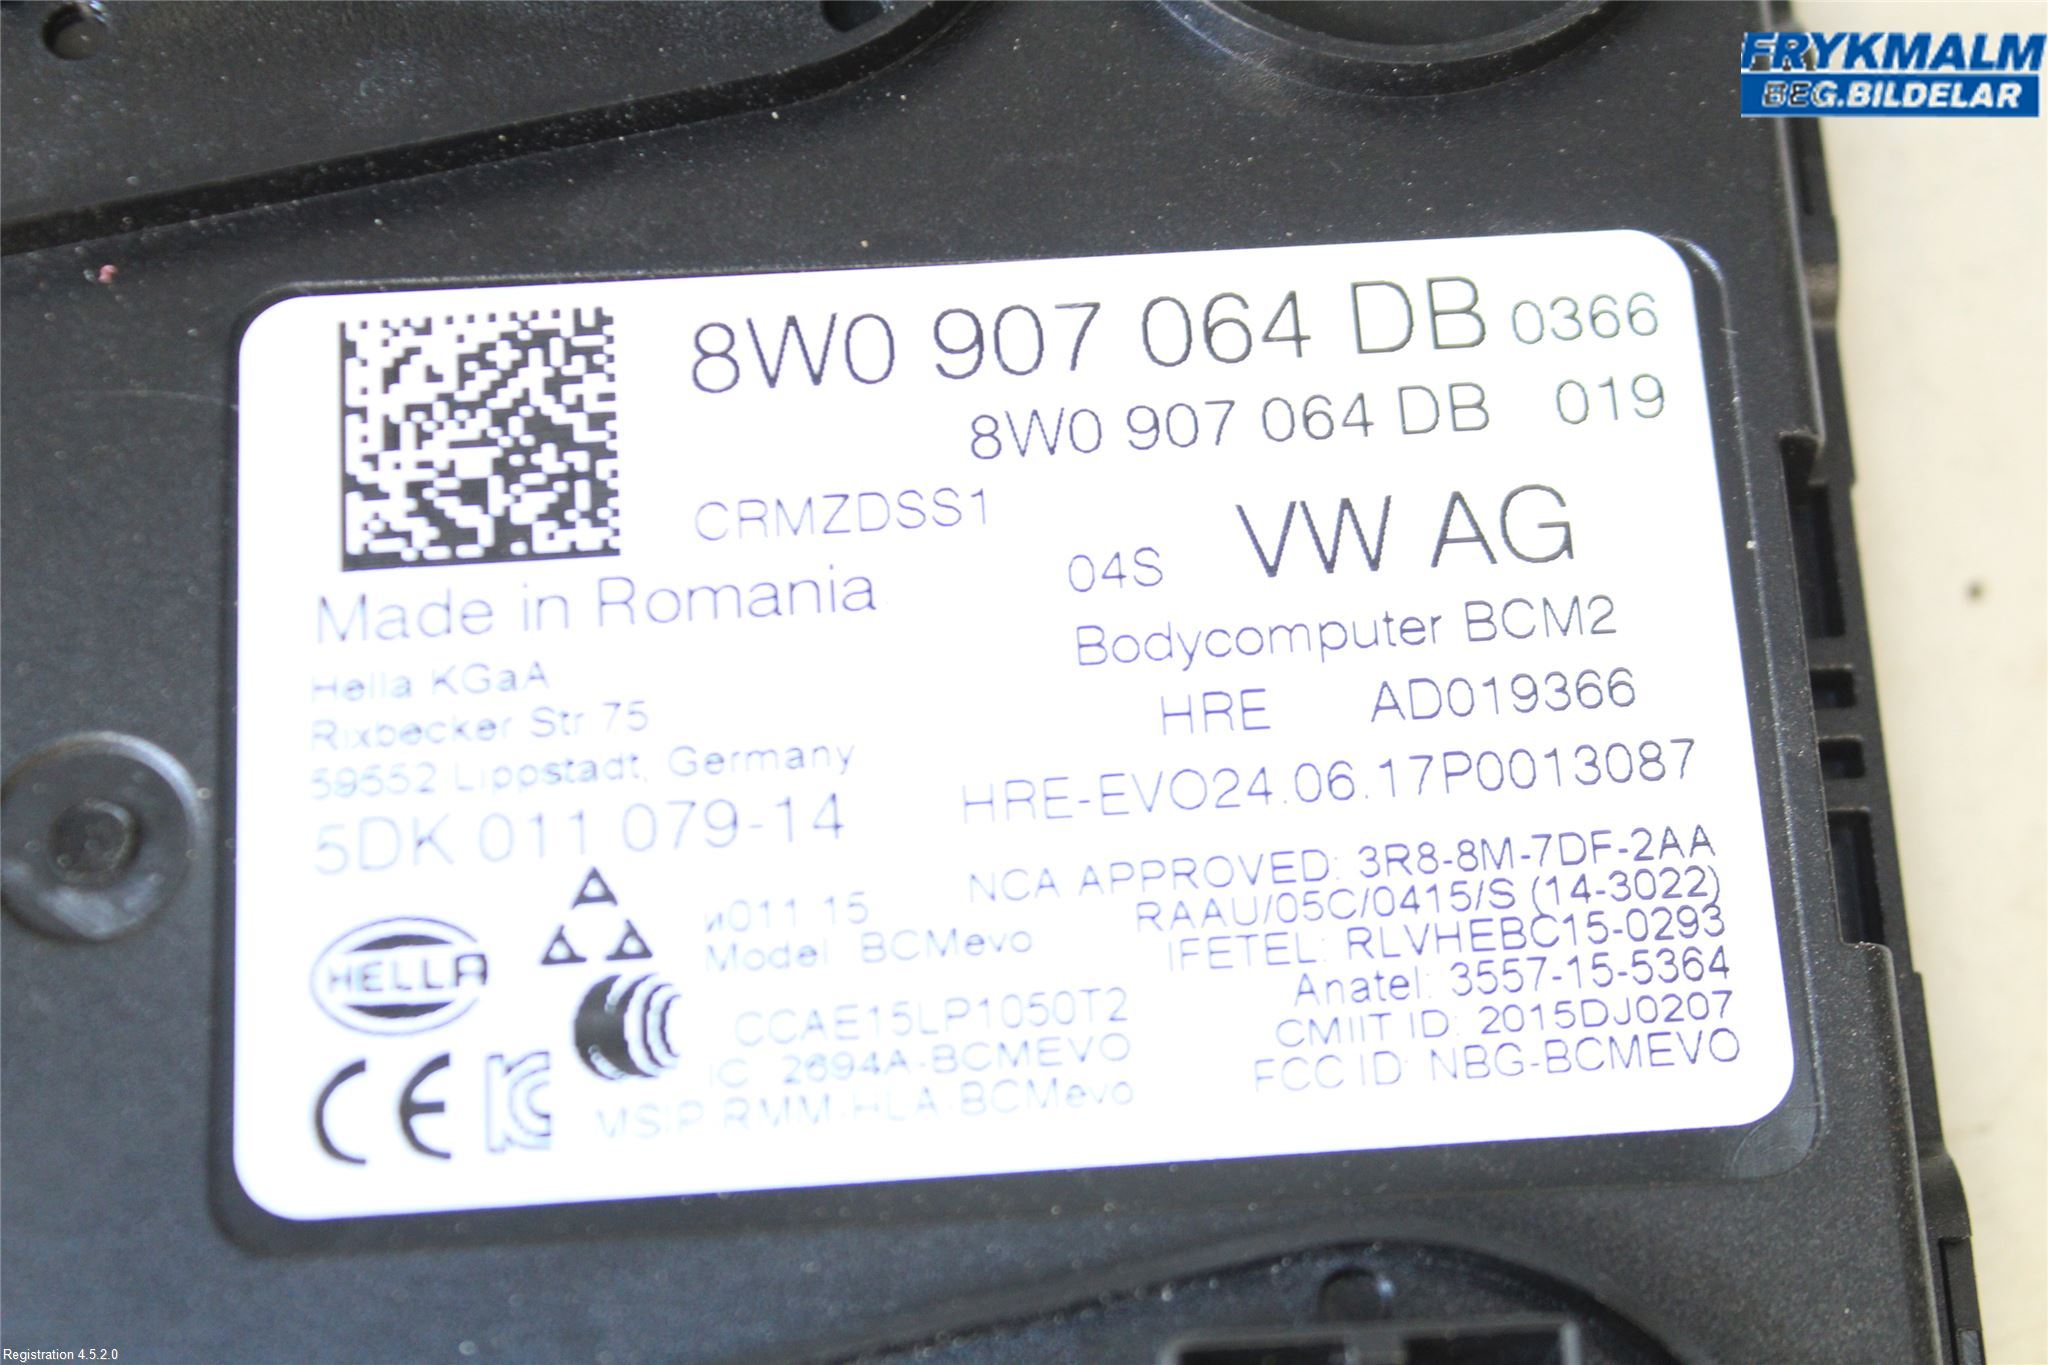 FRYKMALM
BEG.BILDELAR
8W0 907 064 DB 0366
8W0 907 064 DB 019
CRMZDSS1
04S VW AG
Made in Romania
Bodycomputer BCM2
Hella KGaA
HRE AD019366
Rixbecker Str 75
59552 Lippstadt, Germany
HRE-EVO24.06.17P0013087
5DK 011 079-14
NCA APPROVED: 3R8-8M-7DF-2AA
011 15
RAAU/05C/0415/S (14-3022)
Model BCMevo
IFETEL: RLVHEBC15-0293
HELLA
Anatel: 3557-15-5364
CCAE15LP1050T2
CMIIT ID: 2015DJ0207
IC 2694A-BCMEVO
FCC ID: NBG-BCMEVO
MSIP RMM-HLA-BCMevo
CE
Registration 4.5.2.0